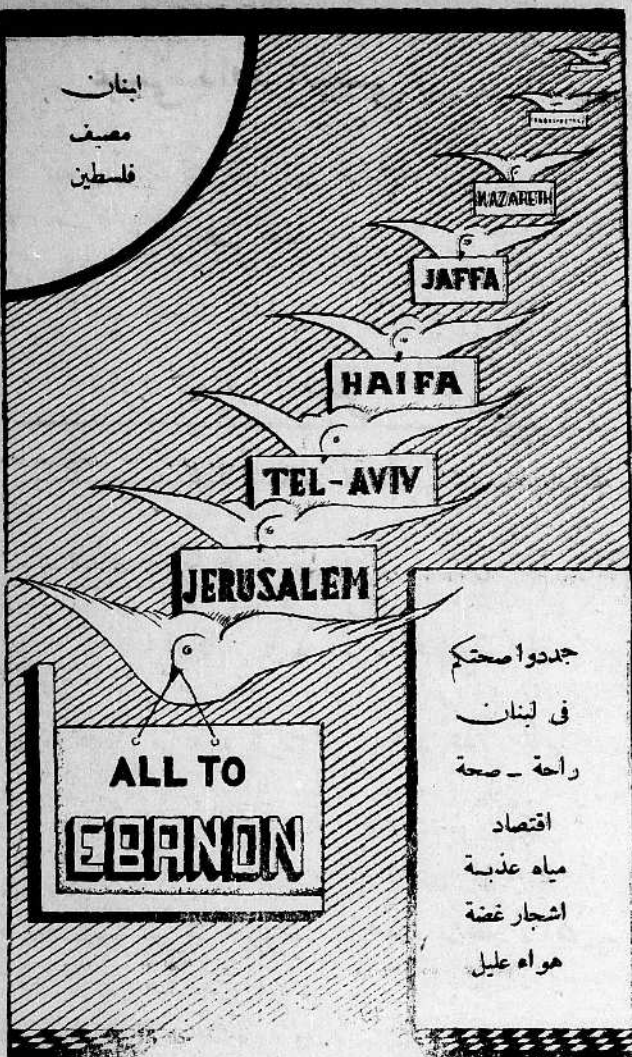 لبنان
مصيف
فلسطين
NAZARETH
JAFFA
HAIFA
TEL-AVIV
JERUSALEM
ALL TO
LEBANON
جددوا صحتكم
فى لبنان
راحة - صحة
اقتصاد
مياه عذبة
اشجار غضة
هواء عليل